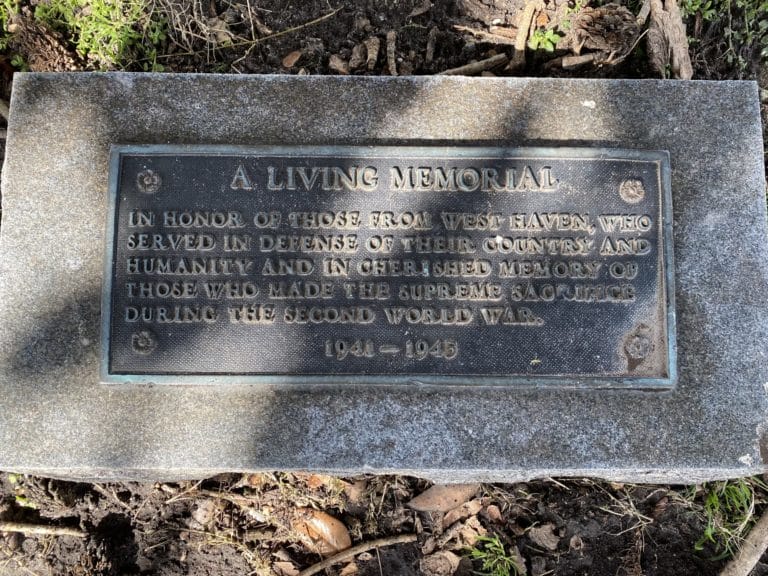 A LIVING MEMORIAL
IN HONOR OF THOSE FROM WEST HAVEN, WHO
SERVED IN DEFENSE OF THEIR COUNTRY AND
HUMANITY AND IN CHERISHED MEMORY OF
THOSE WHO MADE THE SUPREME SACRIFICE
DURING THE SECOND WORLD WAR.
1941 – 1945